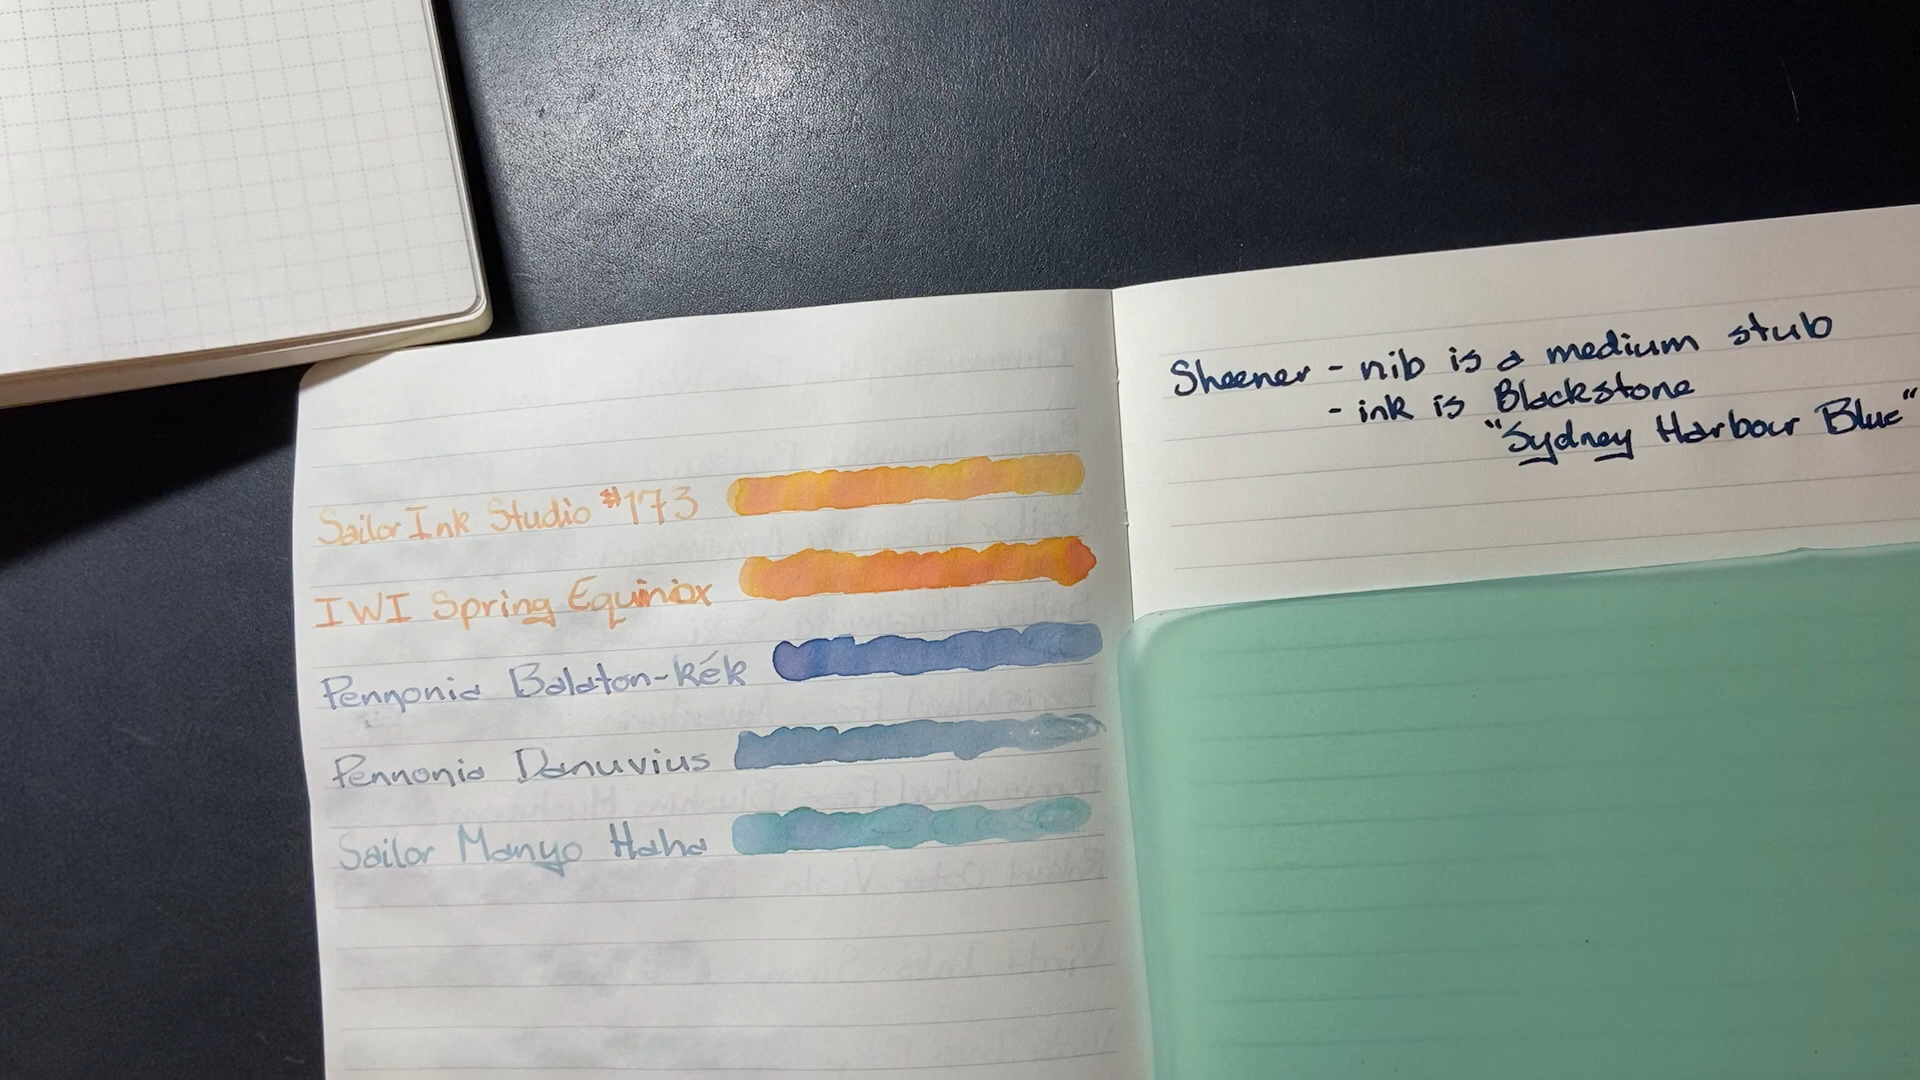 Sailor Ink Studio #173
IWI Spring Equinox
Pennonia Balaton-kék
Pennonia Danuvius
Sailor Manyo Haha
Sheener - nib is a medium stub
- ink is Blackstone
"Sydney Harbour Blue"